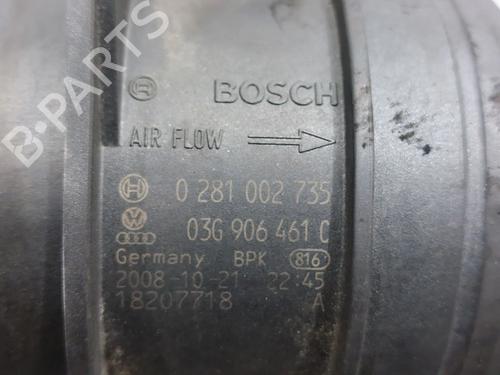 B-PARTS
BOSCH
AIR FLOW
0 281 002 735
03G 906 461 C
Germany BPK 816
2008-10-21 22:45
18207718 A